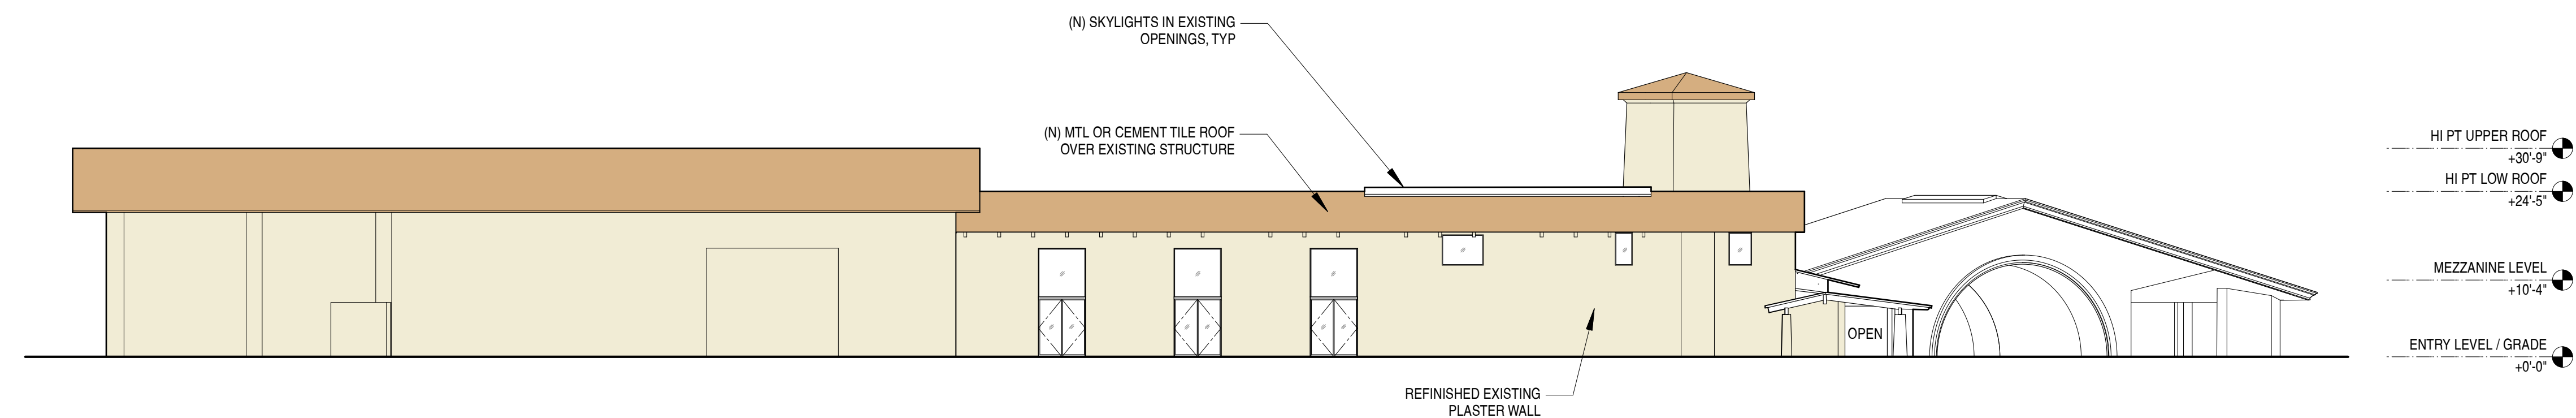 (N) SKYLIGHTS IN EXISTING
OPENINGS, TYP
(N) MTL OR CEMENT TILE ROOF
OVER EXISTING STRUCTURE
HI PT UPPER ROOF
+30'-9"
HI PT LOW ROOF
+24'-5"
MEZZANINE LEVEL
+10'-4"
OPEN
ENTRY LEVEL / GRADE
+0'-0"
REFINISHED EXISTING
PLASTER WALL